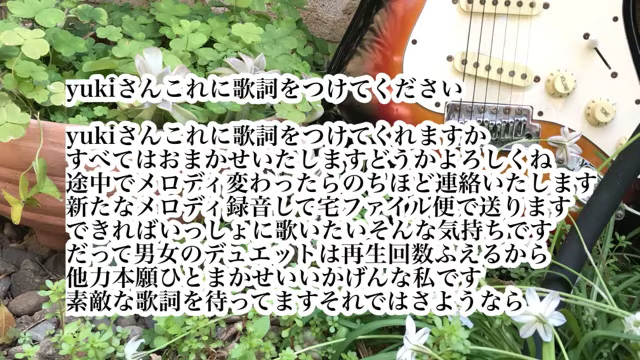 yukiさんこれに歌詞をつけてください
yukiさんこれに歌詞をつけてくれますか
すべてはおまかせいたしますどうかよろしくね
途中でメロディ変わったらのちほど連絡いたします
新たなメロディ録音して宅ファイル便で送ります
できればいっしょに歌いたいそんな気持ちです
だって男女のデュエットは再生回数ふえるから
他力本願ひとまかせいいかげんな私です
素敵な歌詞を待ってますそれではさようなら